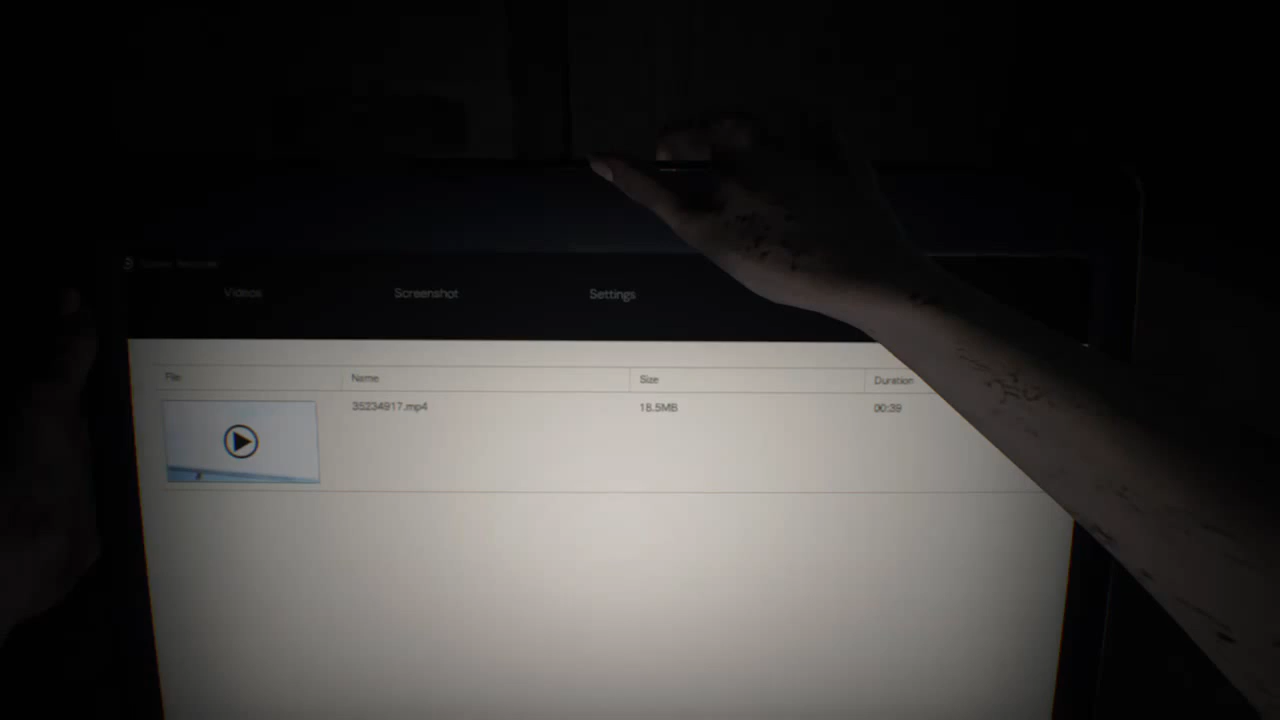 Videos Screenshot Settings
File Name Size Duration
35234917.mp4 18.5MB 00:39